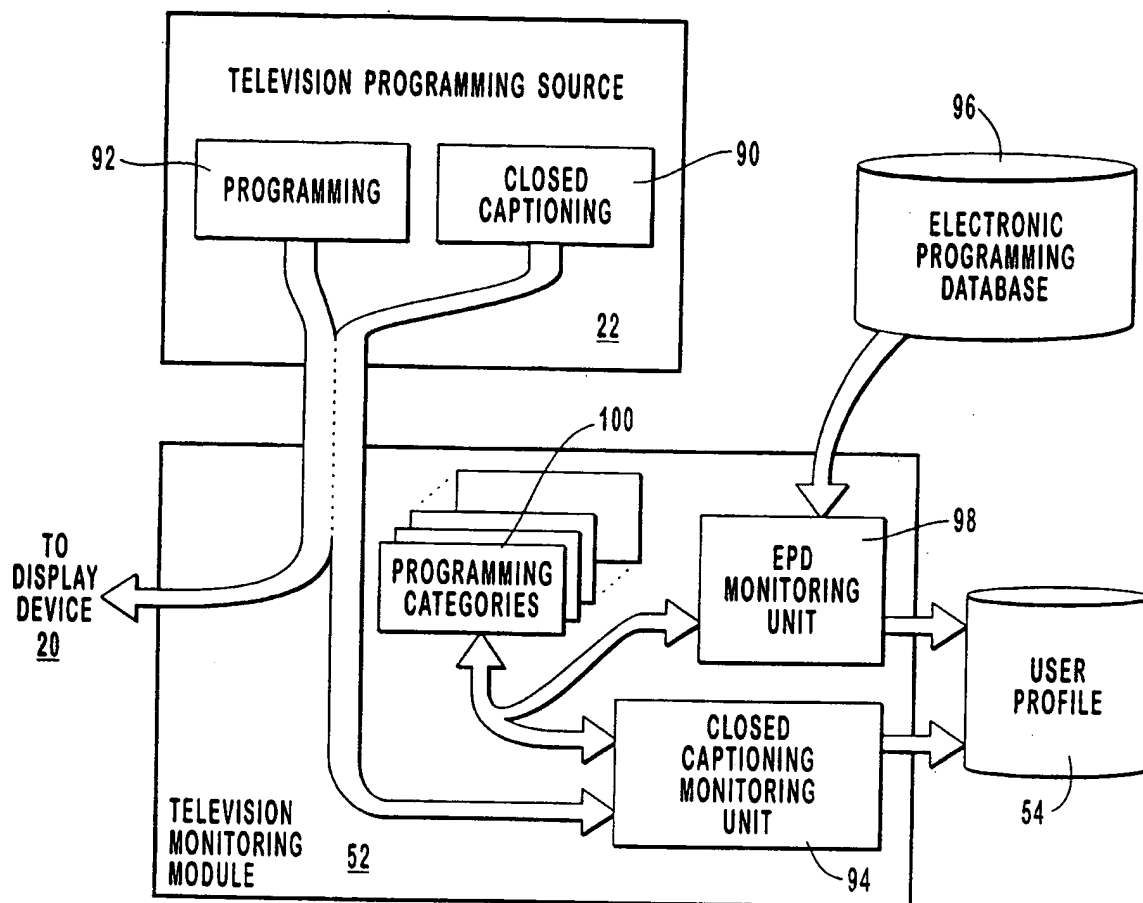 TELEVISION PROGRAMMING SOURCE
92
PROGRAMMING
CLOSED
CAPTIONING
90
22
96
ELECTRONIC
PROGRAMMING
DATABASE
100
PROGRAMMING
CATEGORIES
TO
DISPLAY
DEVICE
20
98
EPD
MONITORING
UNIT
USER
PROFILE
54
CLOSED
CAPTIONING
MONITORING
UNIT
94
TELEVISION
MONITORING
MODULE
52